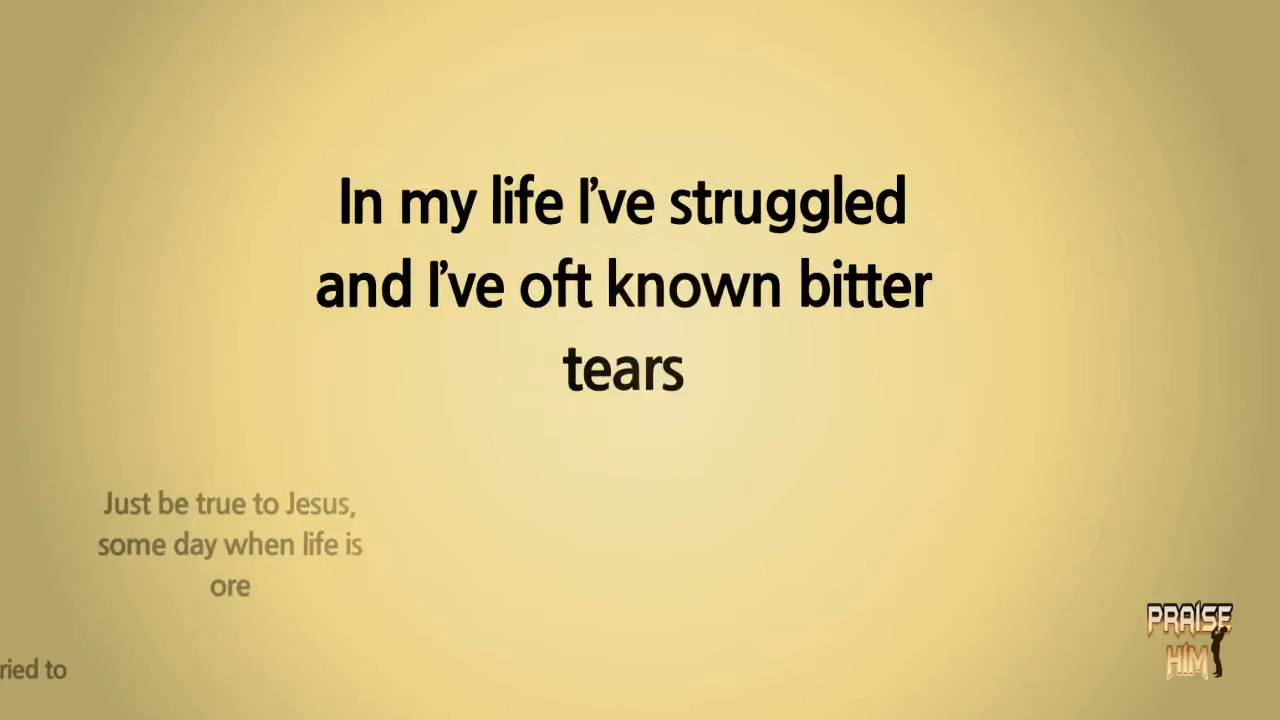 In my life I've struggled
and I've oft known bitter
tears
Just be true to Jesus,
some day when life is
ore
ried to
PRAISE
HIM